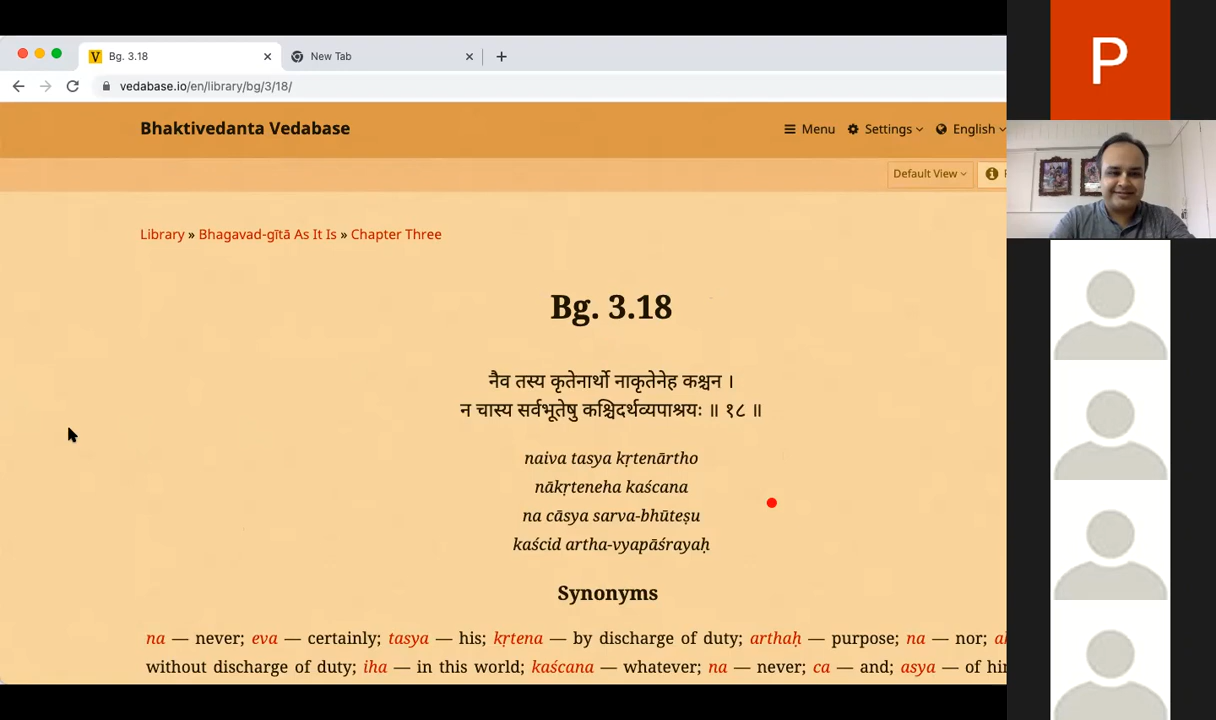 Bg. 3.18
New Tab
vedabase.io/en/library/bg/3/18/
Bhaktivedanta Vedabase
Menu Settings English
Default View
Library » Bhagavad-gītā As It Is » Chapter Three
Bg. 3.18
नैव तस्य कृतेनार्थो नाकृतेनेह कश्चन ।
न चास्य सर्वभूतेषु कश्चिदर्थव्यपाश्रयः ॥ १८ ॥
naiva tasya kṛtenārtho
nākṛteneha kaścana
na cāsya sarva-bhūteṣu
kaścid artha-vyapāśrayaḥ
Synonyms
na — never; eva — certainly; tasya — his; kṛtena — by discharge of duty; arthaḥ — purpose; na — nor;
without discharge of duty; iha — in this world; kaścana — whatever; na — never; ca — and; asya — of
P